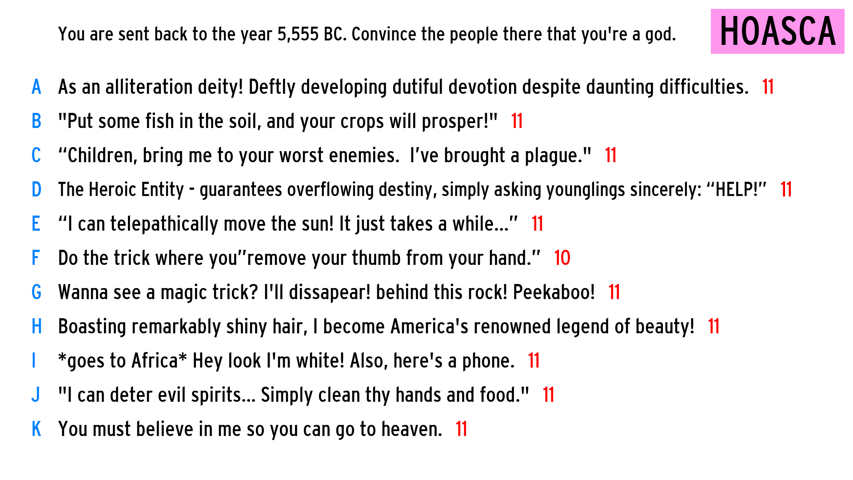 You are sent back to the year 5,555 BC. Convince the people there that you're a god.
HOASCA
A As an alliteration deity! Deftly developing dutiful devotion despite daunting difficulties. 11
B "Put some fish in the soil, and your crops will prosper!" 11
C “Children, bring me to your worst enemies. I’ve brought a plague." 11
D The Heroic Entity - guarantees overflowing destiny, simply asking younglings sincerely: “HELP!” 11
E “I can telepathically move the sun! It just takes a while...” 11
F Do the trick where you”remove your thumb from your hand.” 10
G Wanna see a magic trick? I'll dissapear! behind this rock! Peekaboo! 11
H Boasting remarkably shiny hair, I become America's renowned legend of beauty! 11
I *goes to Africa* Hey look I'm white! Also, here's a phone. 11
J "I can deter evil spirits... Simply clean thy hands and food." 11
K You must believe in me so you can go to heaven. 11